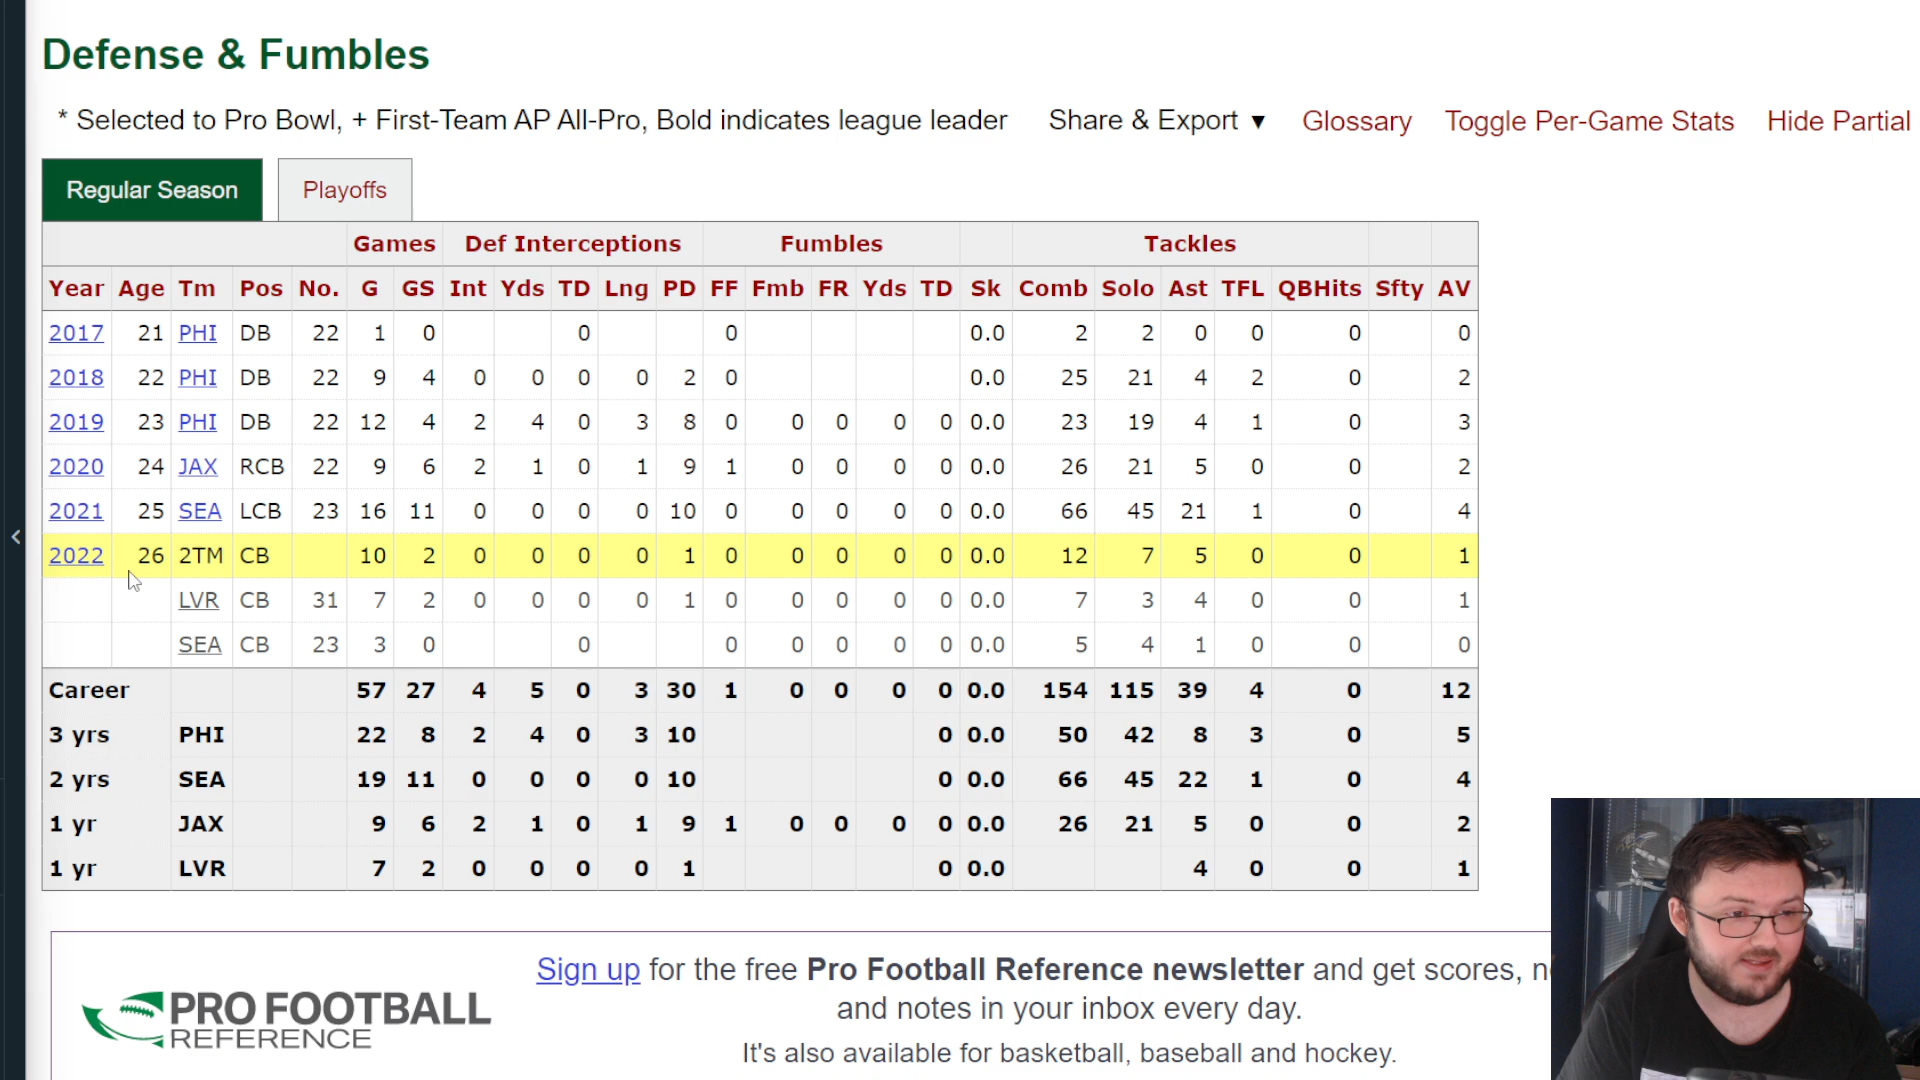 Defense & Fumbles
* Selected to Pro Bowl, + First-Team AP All-Pro, Bold indicates league leader Share & Export ▼ Glossary Toggle Per-Game Stats Hide Partial
Regular Season Playoffs
Games Def Interceptions Fumbles Tackles
Year Age Tm Pos No. G GS Int Yds TD Lng PD FF Fmb FR Yds TD Sk Comb Solo Ast TFL QBHits Sfty AV
2017 21 PHI DB 22 1 0 0 0 0.0 2 2 0 0 0 0
2018 22 PHI DB 22 9 4 0 0 0 0 2 0 0.0 25 21 4 2 0 2
2019 23 PHI DB 22 12 4 2 4 0 3 8 0 0 0 0 0 0.0 23 19 4 1 0 3
2020 24 JAX RCB 22 9 6 2 1 0 1 9 1 0 0 0 0 0.0 26 21 5 0 0 2
2021 25 SEA LCB 23 16 11 0 0 0 0 10 0 0 0 0 0 0.0 66 45 21 1 0 4
2022 26 2TM CB 10 2 0 0 0 0 1 0 0 0 0 0 0.0 12 7 5 0 0 1
LVR CB 31 7 2 0 0 0 0 1 0 0 0 0 0 0.0 7 3 4 0 0 1
SEA CB 23 3 0 0 0 0 0 0 0 0.0 5 4 1 0 0 0
Career 57 27 4 5 0 3 30 1 0 0 0 0 0.0 154 115 39 4 0 12
3 yrs PHI 22 8 2 4 0 3 10 0 0.0 50 42 8 3 0 5
2 yrs SEA 19 11 0 0 0 0 10 0 0.0 66 45 22 1 0 4
1 yr JAX 9 6 2 1 0 1 9 1 0 0 0 0 0.0 26 21 5 0 0 2
1 yr LVR 7 2 0 0 0 0 1 0 0.0 4 0 0 1
Sign up for the free Pro Football Reference newsletter and get scores,
and notes in your inbox every day.
It's also available for basketball, baseball and hockey.
PRO FOOTBALL
REFERENCE